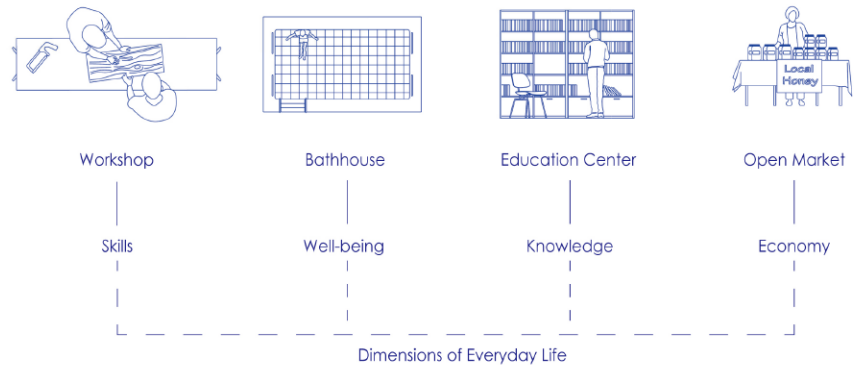 Local
Honey
Workshop
Bathhouse
Education Center
Open Market
Skills
Well-being
Knowledge
Economy
Dimensions of Everyday Life